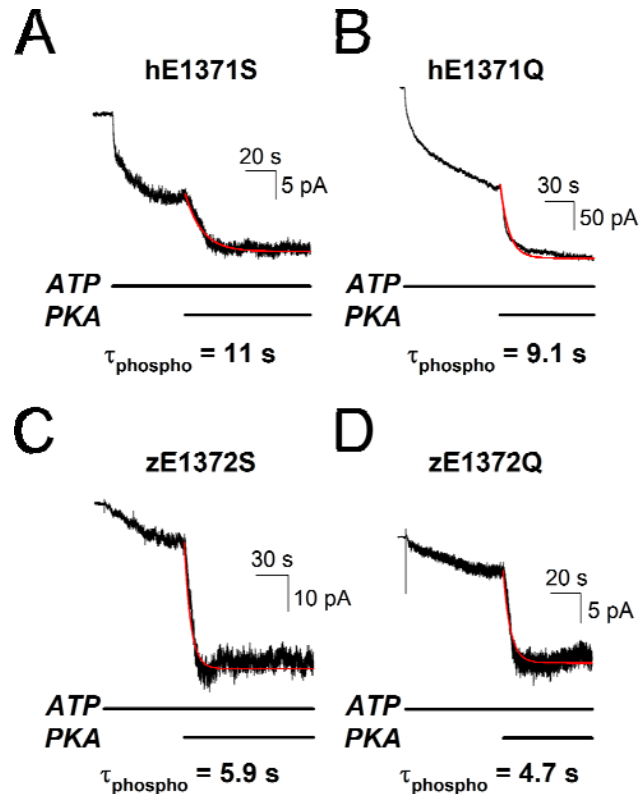 A
hE1371S
20 s
5 pA
ATP
PKA
τphospho = 11 s
B
hE1371Q
30 s
50 pA
ATP
PKA
τphospho = 9.1 s
C
zE1372S
30 s
10 pA
ATP
PKA
τphospho = 5.9 s
D
zE1372Q
20 s
5 pA
ATP
PKA
τphospho = 4.7 s